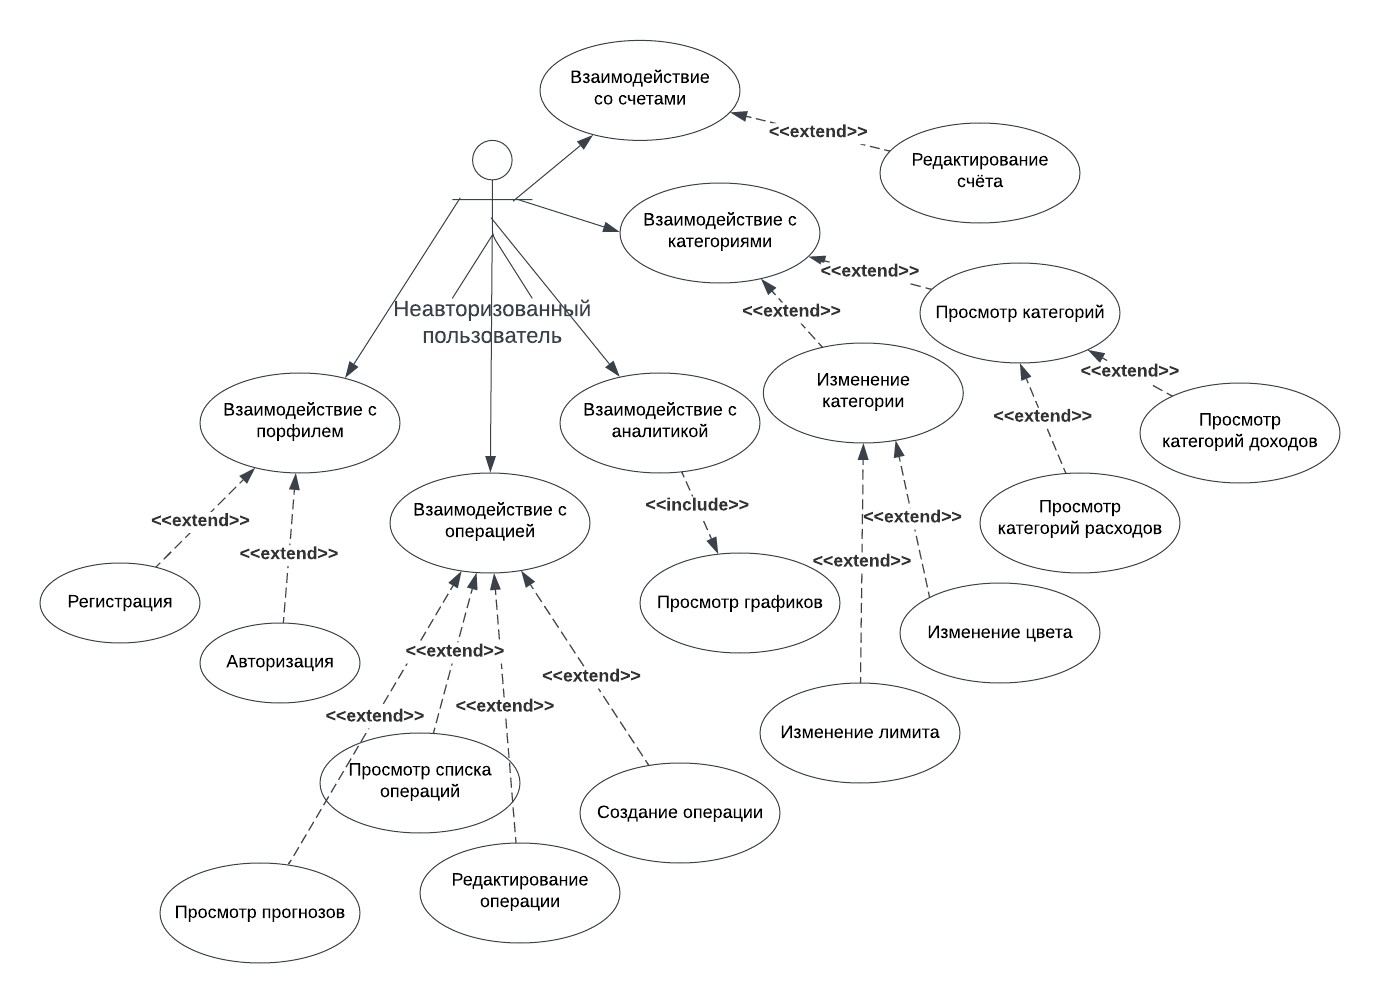 Взаимодействие
со счетами
<<extend>>
Редактирование
счёта
Взаимодействие с
категориями
<<extend>>
<<extend>>
Просмотр категорий
Неавторизованный
пользователь
Изменение
категории
<<extend>>
Просмотр
категорий доходов
<<extend>>
Взаимодействие с
порфилем
Взаимодействие с
аналитикой
<<include>>
Просмотр
категорий расходов
Взаимодействие с
операцией
<<extend>>
<<extend>>
<<extend>>
<<extend>>
Регистрация
Просмотр графиков
Изменение цвета
Авторизация
<<extend>>
<<extend>>
<<extend>>
<<extend>>
Изменение лимита
Просмотр списка
операций
Создание операции
Редактирование
операции
Просмотр прогнозов